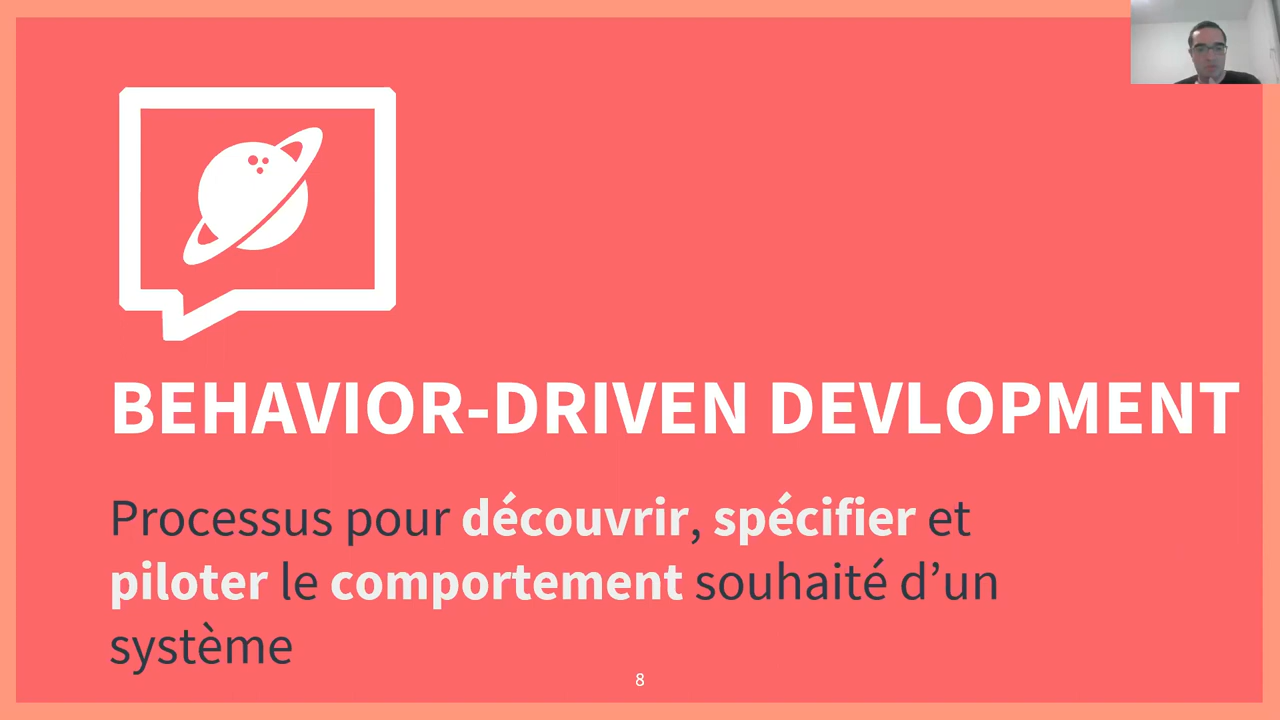 BEHAVIOR-DRIVEN DEVLOPMENT
Processus pour découvrir, spécifier et
piloter le comportement souhaité d’un
système
8